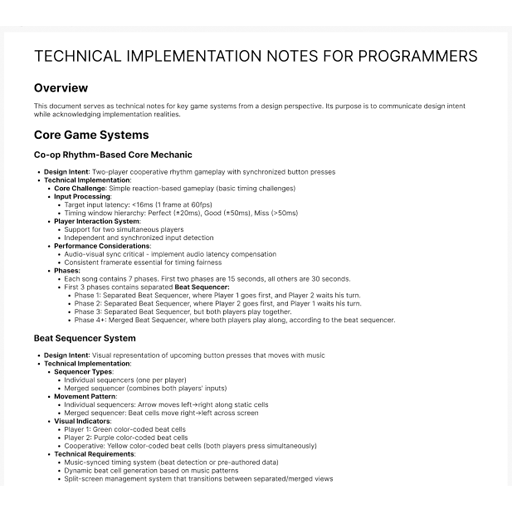 TECHNICAL IMPLEMENTATION NOTES FOR PROGRAMMERS
Overview
This document serves as technical notes for key game systems from a design perspective. Its purpose is to communicate design intent
while acknowledging implementation realities.
Core Game Systems
Co-op Rhythm-Based Core Mechanic
• Design Intent: Two-player cooperative rhythm gameplay with synchronized button presses
• Technical Implementation:
• Core Challenge: Simple reaction-based gameplay (basic timing challenges)
• Input Processing:
• Target input latency: <16ms (1 frame at 60fps)
• Timing window hierarchy: Perfect (±20ms), Good (±50ms), Miss (>50ms)
• Player Interaction System:
• Support for two simultaneous players
• Independent and synchronized input detection
• Performance Considerations:
• Audio-visual sync critical - implement audio latency compensation
• Consistent framerate essential for timing fairness
• Phases:
• Each song contains 7 phases. First two phases are 15 seconds, all others are 30 seconds.
• First 3 phases contains separated Beat Sequencer:
• Phase 1: Separated Beat Sequencer, where Player 1 goes first, and Player 2 waits his turn.
• Phase 2: Separated Beat Sequencer, where Player 2 goes first, and Player 1 waits his turn.
• Phase 3: Separated Beat Sequencer, but both players play together.
• Phase 4+: Merged Beat Sequencer, where both players play along, according to the beat sequencer.
Beat Sequencer System
• Design Intent: Visual representation of upcoming button presses that moves with music
• Technical Implementation:
• Sequencer Types:
• Individual sequencers (one per player)
• Merged sequencer (combines both players' inputs)
• Movement Pattern:
• Individual sequencers: Arrow moves left→right along static cells
• Merged sequencer: Beat cells move right→left across screen
• Visual Indicators:
• Player 1: Green color-coded beat cells
• Player 2: Purple color-coded beat cells
• Cooperative: Yellow color-coded beat cells (both players press simultaneously)
• Technical Requirements:
• Music-synced timing system (beat detection or pre-authored data)
• Dynamic beat cell generation based on music patterns
• Split-screen management system that transitions between separated/merged views